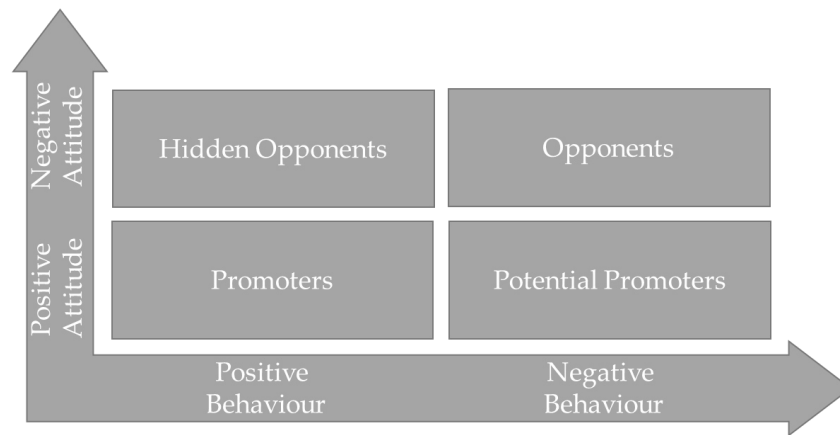 Negative
Attitude
Hidden Opponents
Opponents
Positive
Attitude
Promoters
Potential Promoters
Positive
Behaviour
Negative
Behaviour